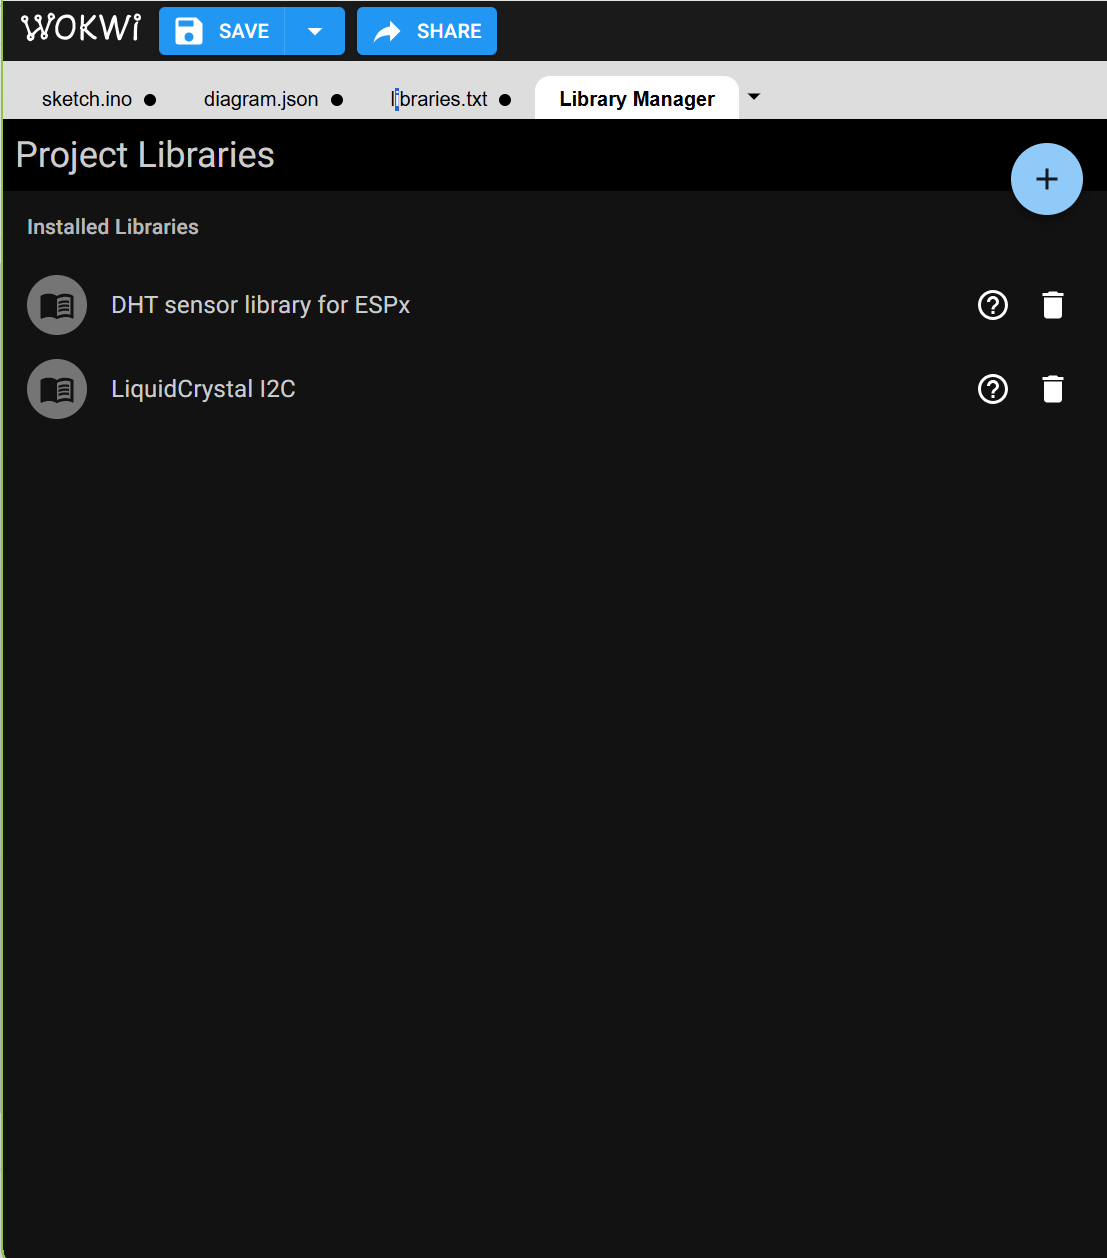 WOKWi SAVE SHARE
sketch.ino diagram.json libraries.txt Library Manager
Project Libraries
Installed Libraries
DHT sensor library for ESPx
LiquidCrystal I2C